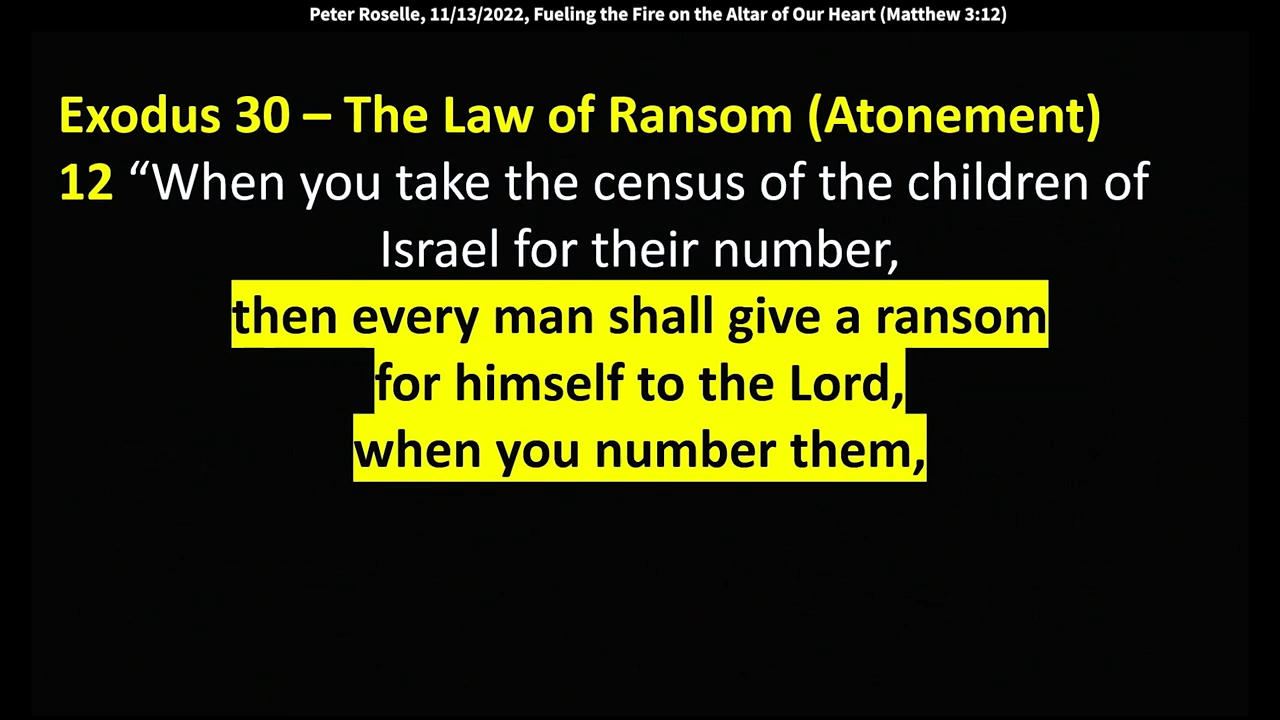 Peter Roselle, 11/13/2022, Fueling the Fire on the Altar of Our Heart (Matthew 3:12)
Exodus 30 – The Law of Ransom (Atonement)
12 “When you take the census of the children of
Israel for their number,
then every man shall give a ransom
for himself to the Lord,
when you number them,